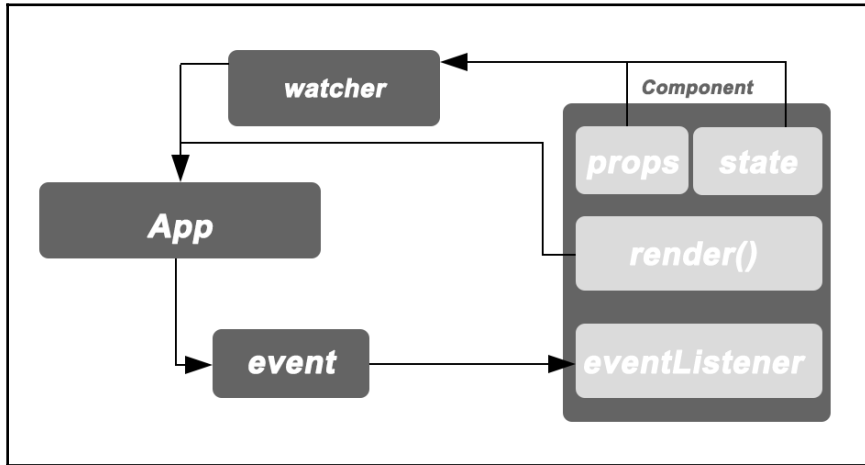 watcher
Component
props
state
App
render()
event
eventListener